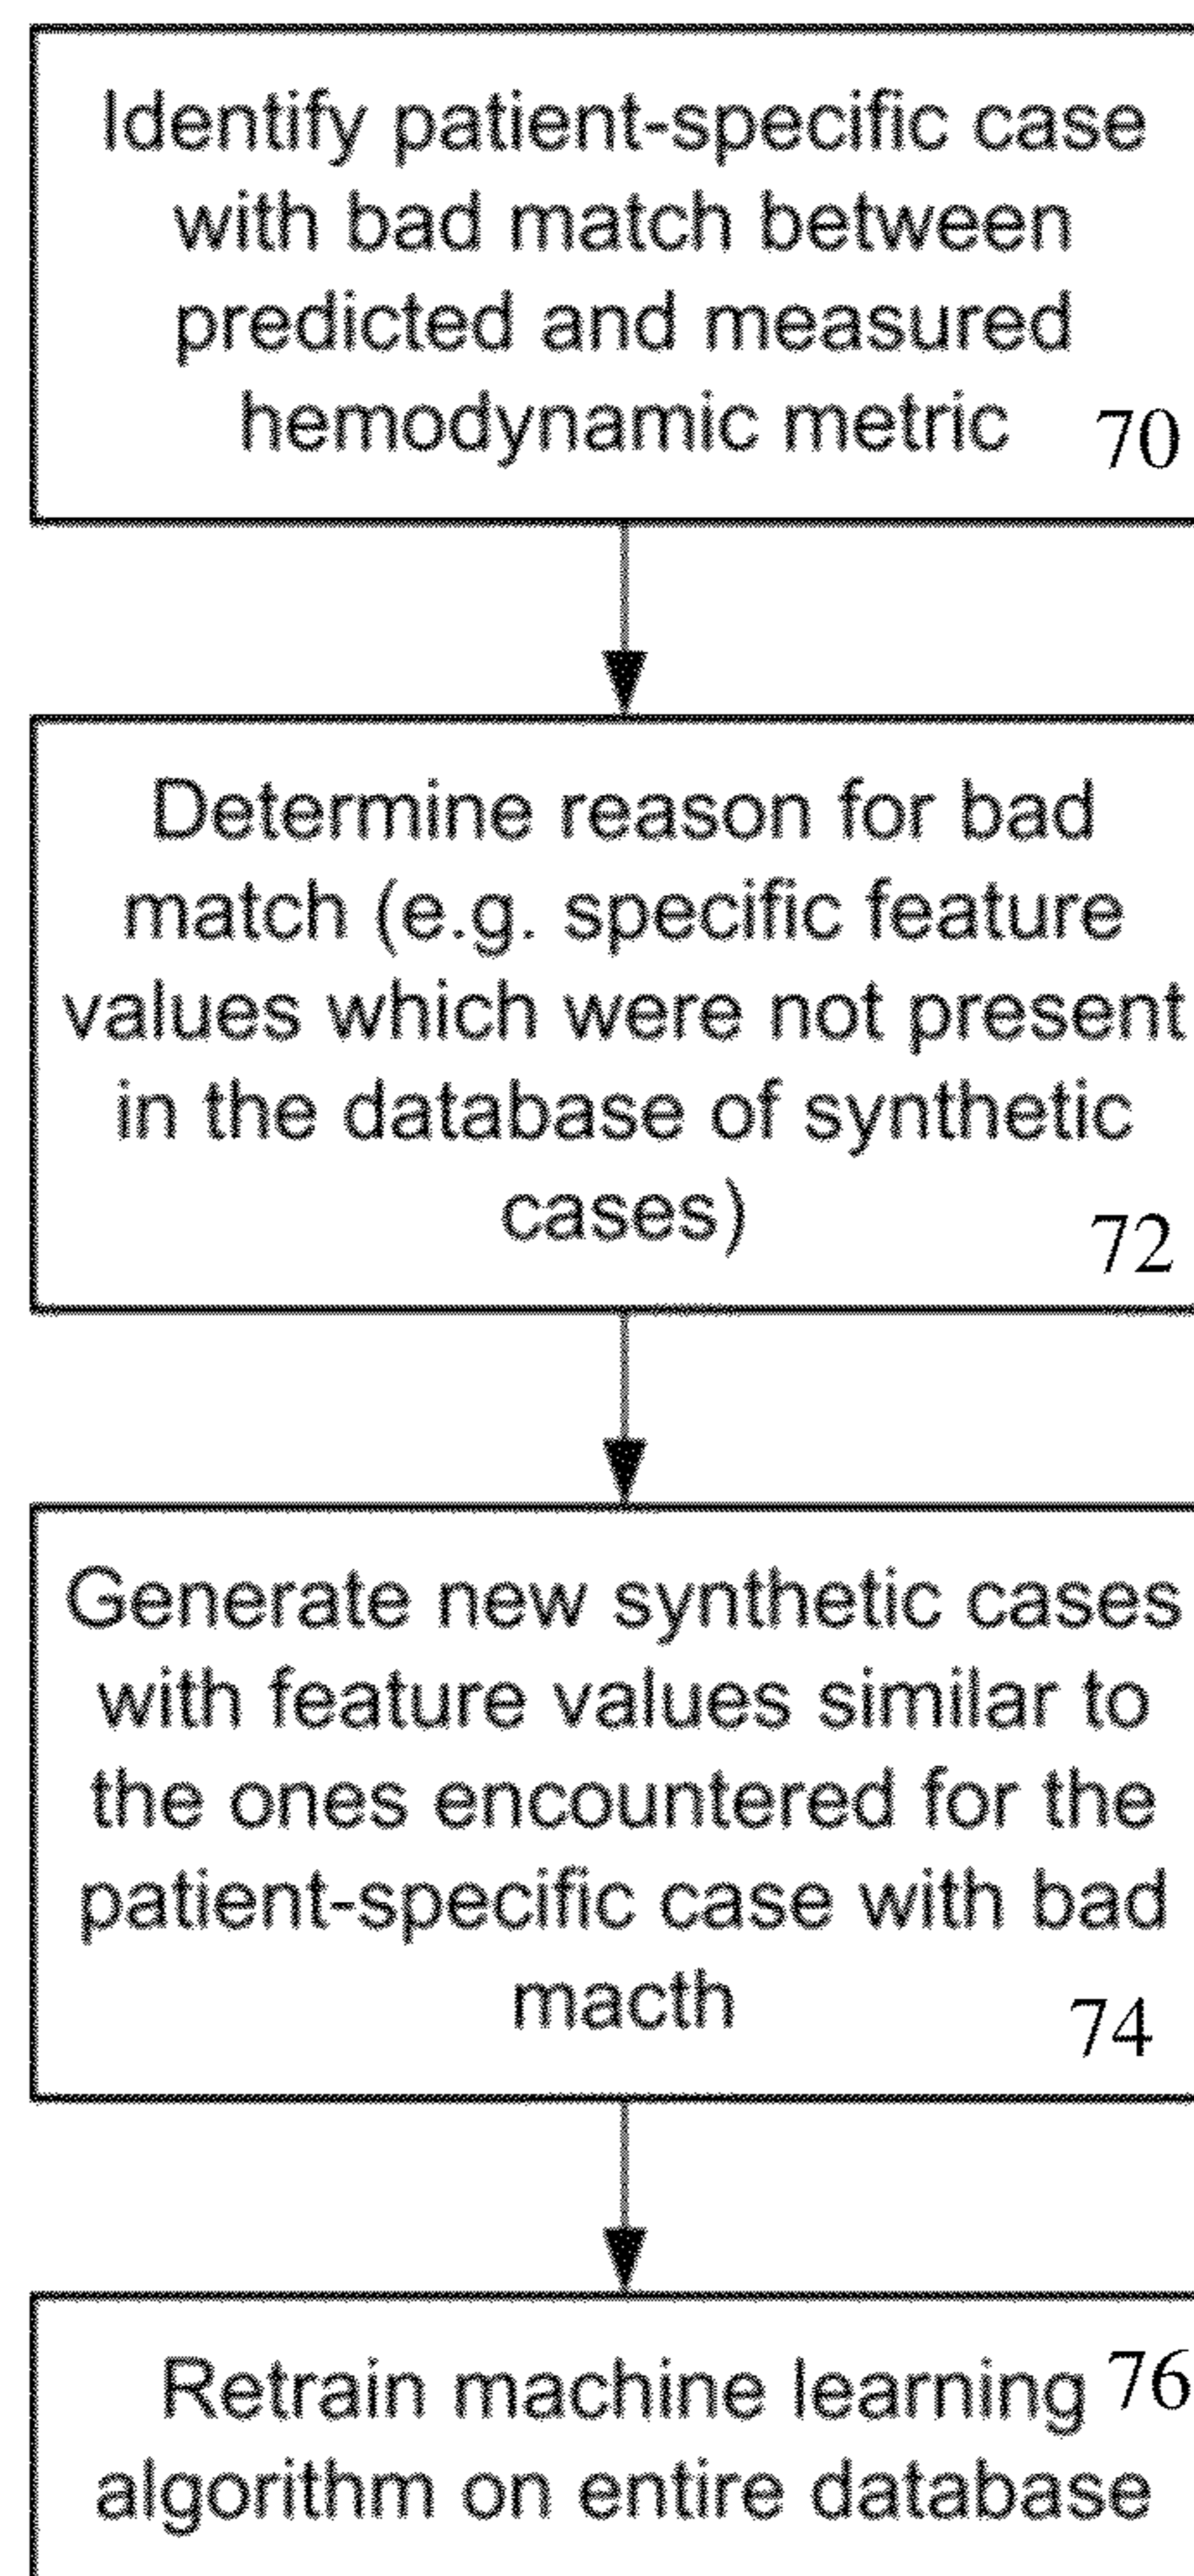 Identify patient-specific case
with bad match between
predicted and measured
hemodynamic metric 70
Determine reason for bad
match (e.g. specific feature
values which were not present
in the database of synthetic
cases) 72
Generate new synthetic cases
with feature values similar to
the ones encountered for the
patient-specific case with bad
macth 74
Retrain machine learning 76
algorithm on entire database